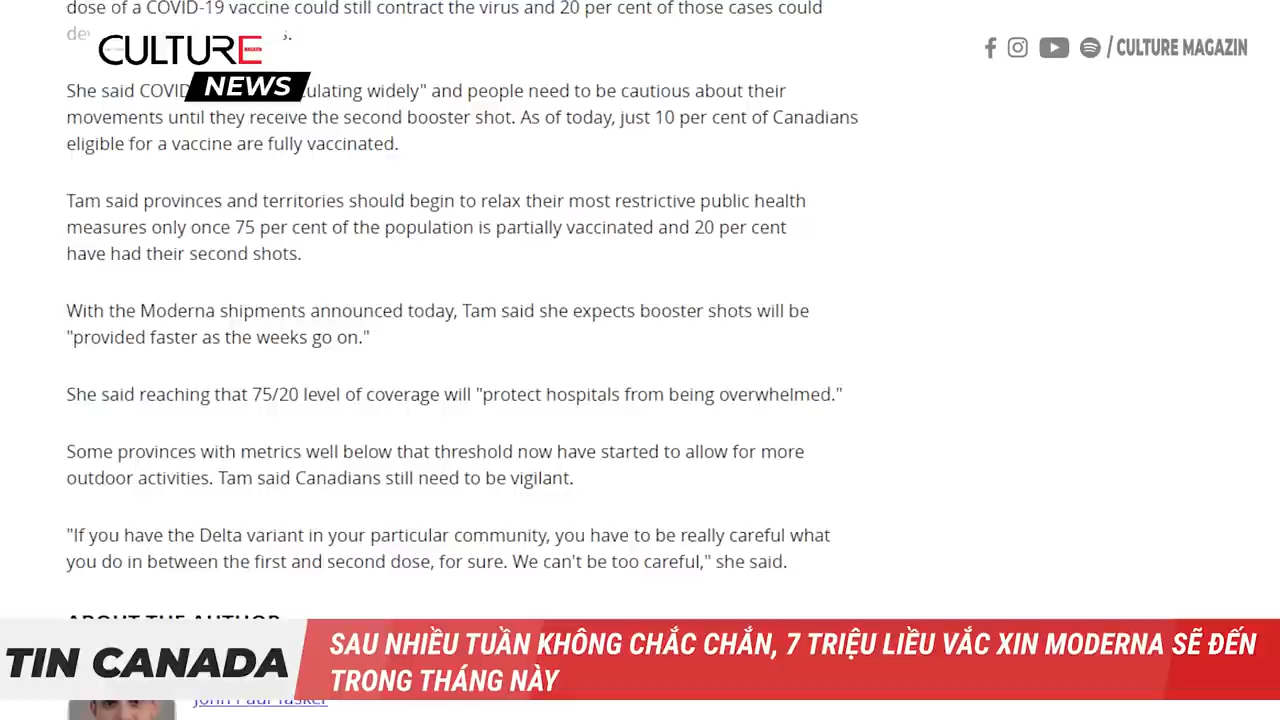 dose of a COVID-19 vaccine could still contract the virus and 20 per cent of those cases could
CULTURE
NEWS
/ CULTURE MAGAZIN
She said COVID ulating widely" and people need to be cautious about their
movements until they receive the second booster shot. As of today, just 10 per cent of Canadians
eligible for a vaccine are fully vaccinated.
Tam said provinces and territories should begin to relax their most restrictive public health
measures only once 75 per cent of the population is partially vaccinated and 20 per cent
have had their second shots.
With the Moderna shipments announced today, Tam said she expects booster shots will be
"provided faster as the weeks go on."
She said reaching that 75/20 level of coverage will "protect hospitals from being overwhelmed."
Some provinces with metrics well below that threshold now have started to allow for more
outdoor activities. Tam said Canadians still need to be vigilant.
"If you have the Delta variant in your particular community, you have to be really careful what
you do in between the first and second dose, for sure. We can't be too careful," she said.
ABOUT THE AUTHOR
TIN CANADA
SAU NHIỀU TUẦN KHÔNG CHẮC CHẮN, 7 TRIỆU LIỀU VẮC XIN MODERNA SẼ ĐẾN
TRONG THÁNG NÀY
John Paul Tasker